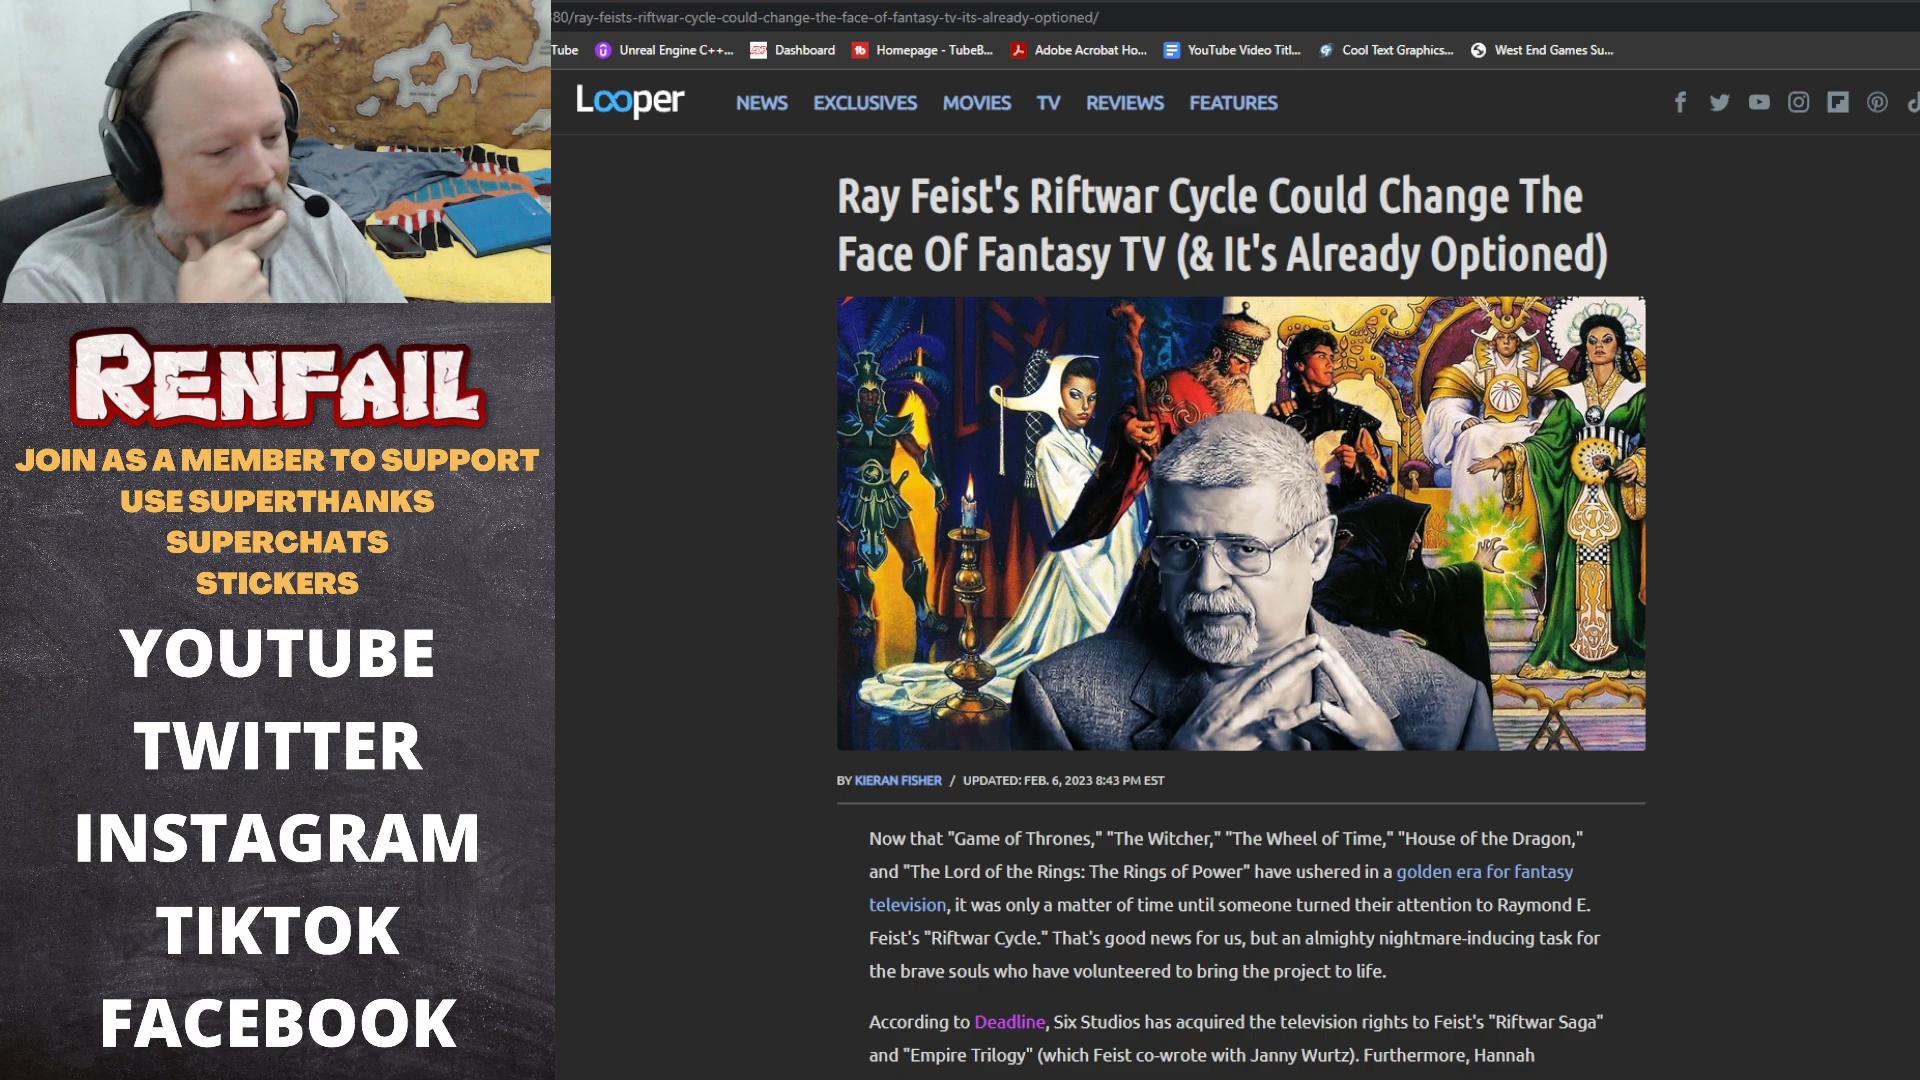 80/ray-feists-riftwar-cycle-could-change-the-face-of-fantasy-tv-its-already-optioned/
Tube Unreal Engine C++... Dashboard Homepage - TubeB... Adobe Acrobat Ho... YouTube Video Titl... Cool Text Graphics... West End Games Su...
Looper NEWS EXCLUSIVES MOVIES TV REVIEWS FEATURES
Ray Feist's Riftwar Cycle Could Change The
Face Of Fantasy TV (& It's Already Optioned)
BY KIERAN FISHER / UPDATED: FEB. 6, 2023 8:43 PM EST
Now that "Game of Thrones," "The Witcher," "The Wheel of Time," "House of the Dragon,"
and "The Lord of the Rings: The Rings of Power" have ushered in a golden era for fantasy
television, it was only a matter of time until someone turned their attention to Raymond E.
Feist's "Riftwar Cycle." That's good news for us, but an almighty nightmare-inducing task for
the brave souls who have volunteered to bring the project to life.
According to Deadline, Six Studios has acquired the television rights to Feist's "Riftwar Saga"
and "Empire Trilogy" (which Feist co-wrote with Janny Wurtz). Furthermore, Hannah
RENFAIL
JOIN AS A MEMBER TO SUPPORT
USE SUPERTHANKS
SUPERCHATS
STICKERS
YOUTUBE
TWITTER
INSTAGRAM
TIKTOK
FACEBOOK